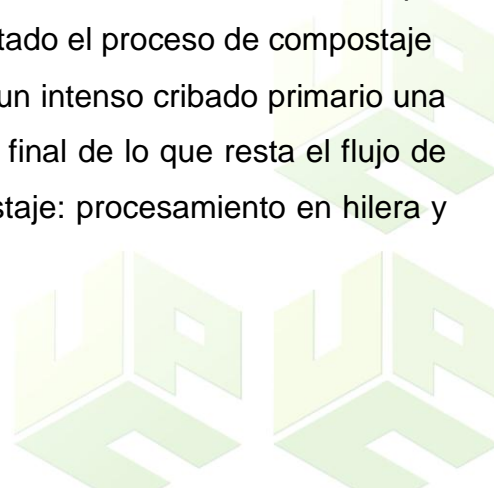 tado el proceso de compostaje
un intenso cribado primario una
final de lo que resta el flujo de
staje: procesamiento en hilera y